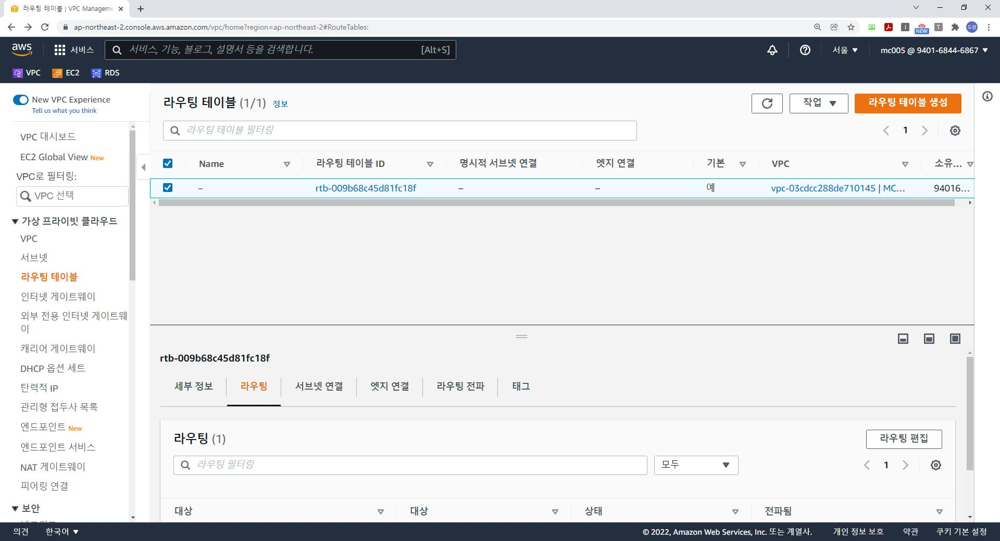 라우팅 테이블 | VPC Manageme
ap-northeast-2.console.aws.amazon.com/vpc/home?region=ap-northeast-2#RouteTables:
I
NEW
T
도원
aws
서비스
서비스, 기능, 블로그, 설명서 등을 검색합니다.
[Alt+S]
서울
mc005 @ 9401-6844-6867
VPC
EC2
RDS
New VPC Experience
Tell us what you think
VPC 대시보드
EC2 Global View New
VPC로 필터링:
VPC 선택
가상 프라이빗 클라우드
VPC
서브넷
라우팅 테이블
인터넷 게이트웨이
외부 전용 인터넷 게이트웨
이
캐리어 게이트웨이
DHCP 옵션 세트
탄력적 IP
관리형 접두사 목록
엔드포인트 New
엔드포인트 서비스
NAT 게이트웨이
피어링 연결
보안
라우팅 테이블 (1/1) 정보
작업
라우팅 테이블 생성
라우팅 테이블 필터링
1
Name
라우팅 테이블 ID
명시적 서브넷 연결
엣지 연결
기본
VPC
소유...
–
rtb-009b68c45d81fc18f
–
–
예
vpc-03cdcc288de710145 | MC...
94016...
rtb-009b68c45d81fc18f
세부 정보
라우팅
서브넷 연결
엣지 연결
라우팅 전파
태그
라우팅 (1)
라우팅 편집
라우팅 필터링
모두
1
대상
대상
상태
전파됨
의견
한국어
© 2022, Amazon Web Services, Inc. 또는 계열사.
개인 정보 보호
약관
쿠키 기본 설정